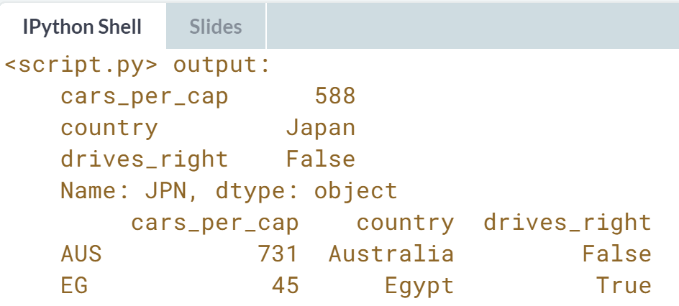 IPython Shell Slides
<script.py> output:
cars_per_cap 588
country Japan
drives_right False
Name: JPN, dtype: object
cars_per_cap country drives_right
AUS 731 Australia False
EG 45 Egypt True